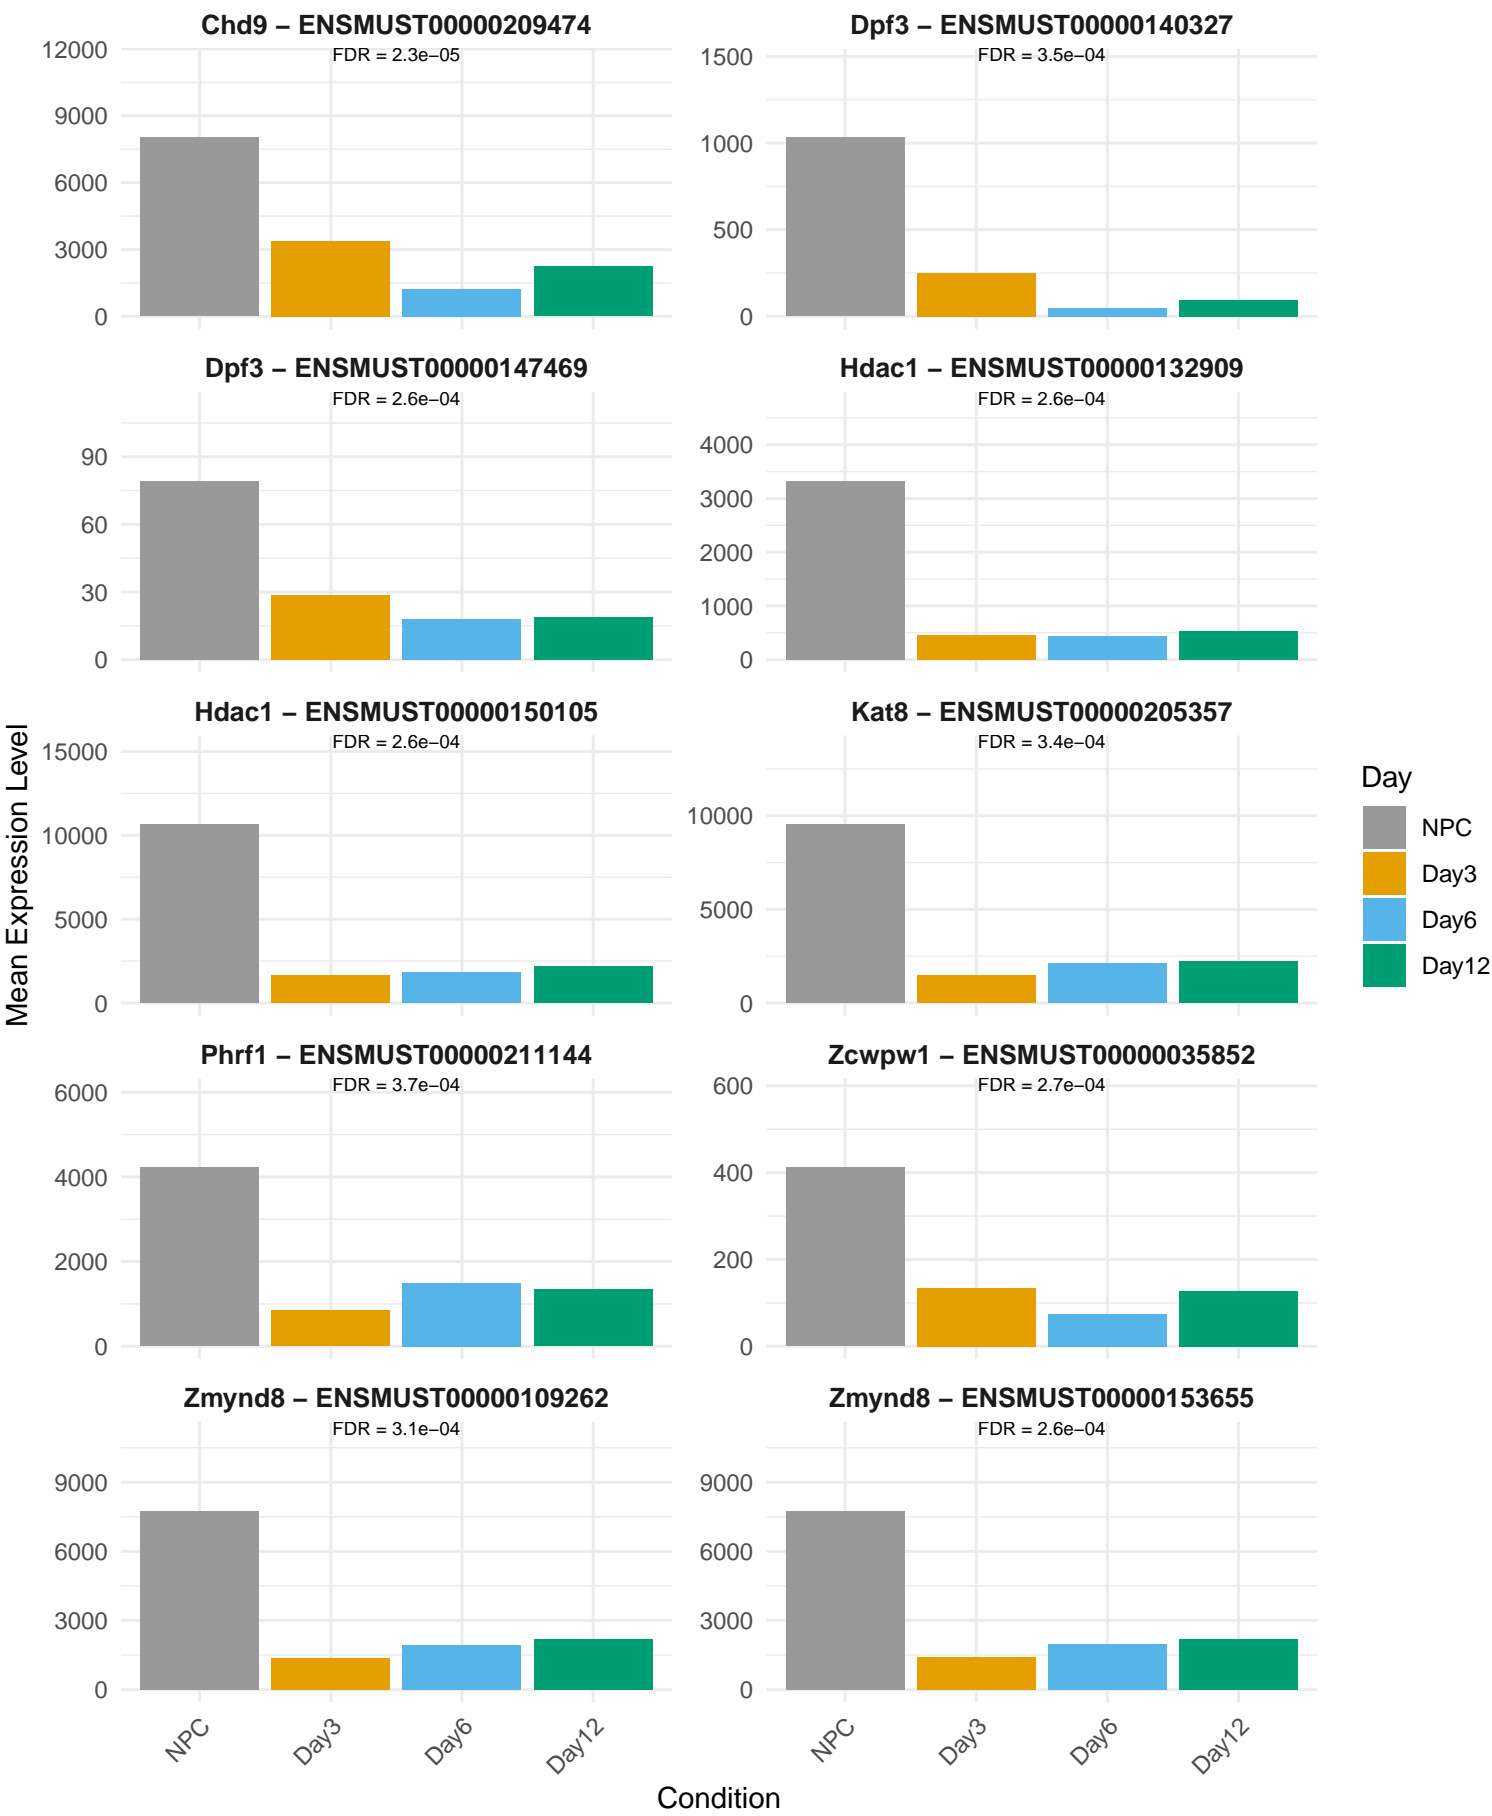 Chd9 – ENSMUST00000209474
FDR = 2.3e−05
12000
9000
6000
3000
0
Dpf3 – ENSMUST00000140327
FDR = 3.5e−04
1500
1000
500
0
Dpf3 – ENSMUST00000147469
FDR = 2.6e−04
90
60
30
0
Hdac1 – ENSMUST00000132909
FDR = 2.6e−04
4000
3000
2000
1000
0
Hdac1 – ENSMUST00000150105
FDR = 2.6e−04
15000
10000
5000
0
Kat8 – ENSMUST00000205357
FDR = 3.4e−04
10000
5000
0
Phrf1 – ENSMUST00000211144
FDR = 3.7e−04
6000
4000
2000
0
Zcwpw1 – ENSMUST00000035852
FDR = 2.7e−04
600
400
200
0
Zmynd8 – ENSMUST00000109262
FDR = 3.1e−04
9000
6000
3000
0
Zmynd8 – ENSMUST00000153655
FDR = 2.6e−04
9000
6000
3000
0
NPC
Day3
Day6
Day12
NPC
Day3
Day6
Day12
Condition
Mean Expression Level
Day
NPC
Day3
Day6
Day12